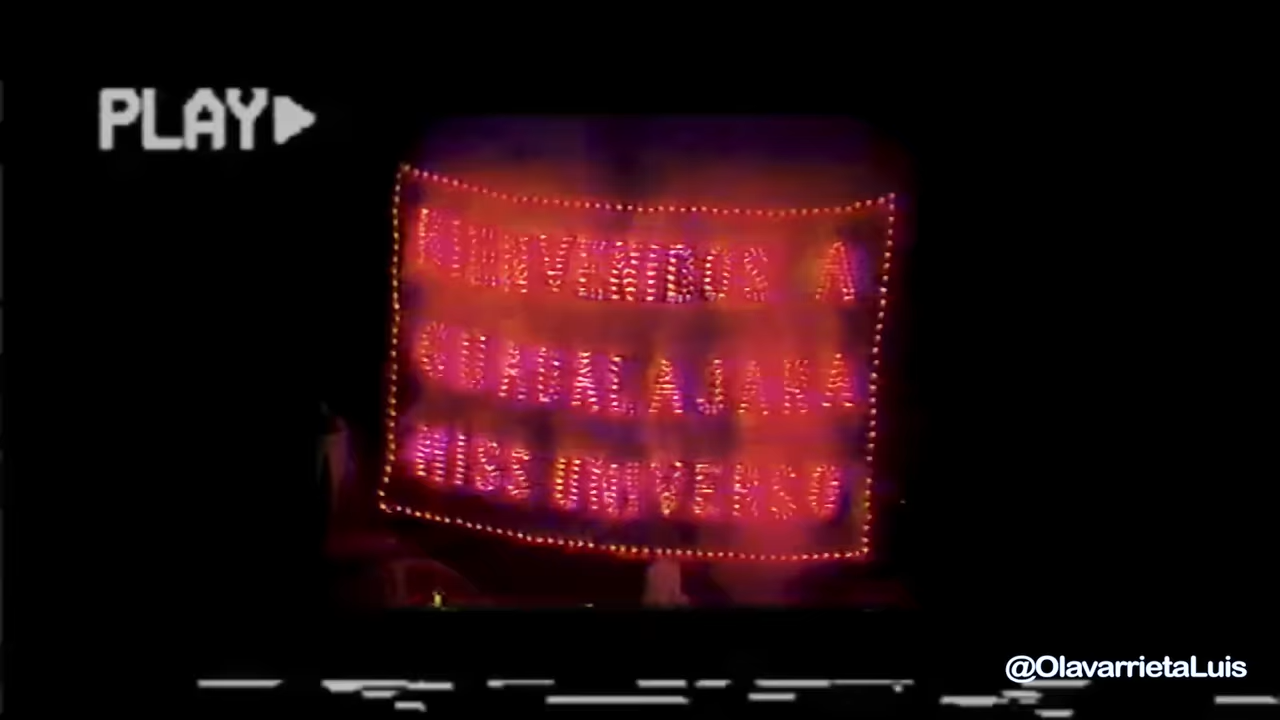 PLAY
BIENVENIDOS A
GUADALAJARA
MISS UNIVERSO
@OlavarrietaLuis